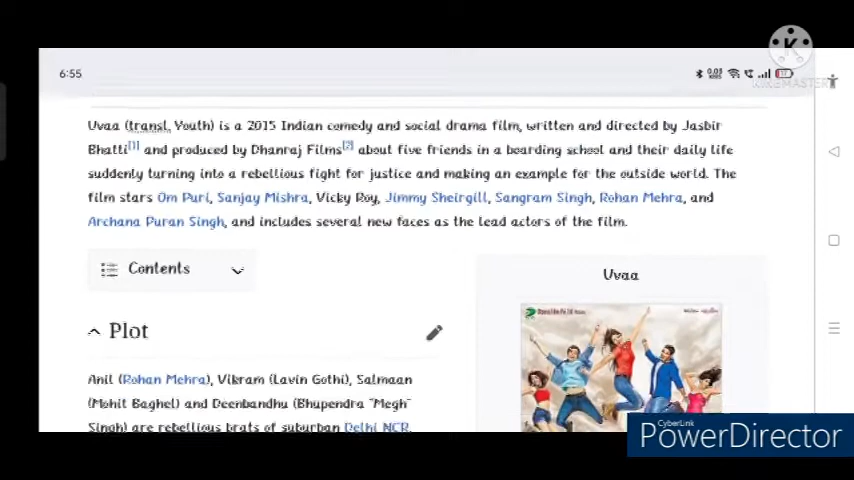 6:55
KINEMASTER
Uvaa (transl. Youth) is a 2015 Indian comedy and social drama film, written and directed by Jasbir
Bhatti[1] and produced by Dhanraj Films[2] about five friends in a boarding school and their daily life
suddenly turning into a rebellious fight for justice and making an example for the outside world. The
film stars Om Puri, Sanjay Mishra, Vicky Roy, Jimmy Sheirgill, Sangram Singh, Rohan Mehra, and
Archana Puran Singh, and includes several new faces as the lead actors of the film.
Contents
Uvaa
Plot
Anil (Rohan Mehra), Vikram (Lavin Gothi), Salmaan
(Mohit Baghel) and Deenbandhu (Bhupendra "Megh"
Singh) are rebellious brats of suburban Delhi NCR.
CyberLink
PowerDirector